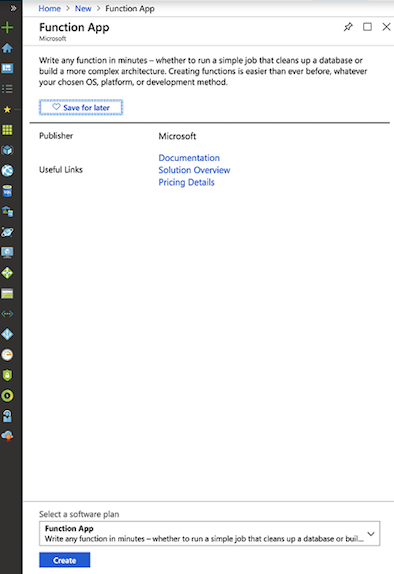 Home > New > Function App
Function App
Microsoft
Write any function in minutes – whether to run a simple job that cleans up a database or
build a more complex architecture. Creating functions is easier than ever before, whatever
your chosen OS, platform, or development method.
Save for later
Publisher Microsoft
Documentation
Useful Links Solution Overview
Pricing Details
Select a software plan
Function App
Write any function in minutes – whether to run a simple job that cleans up a database or buil...
Create